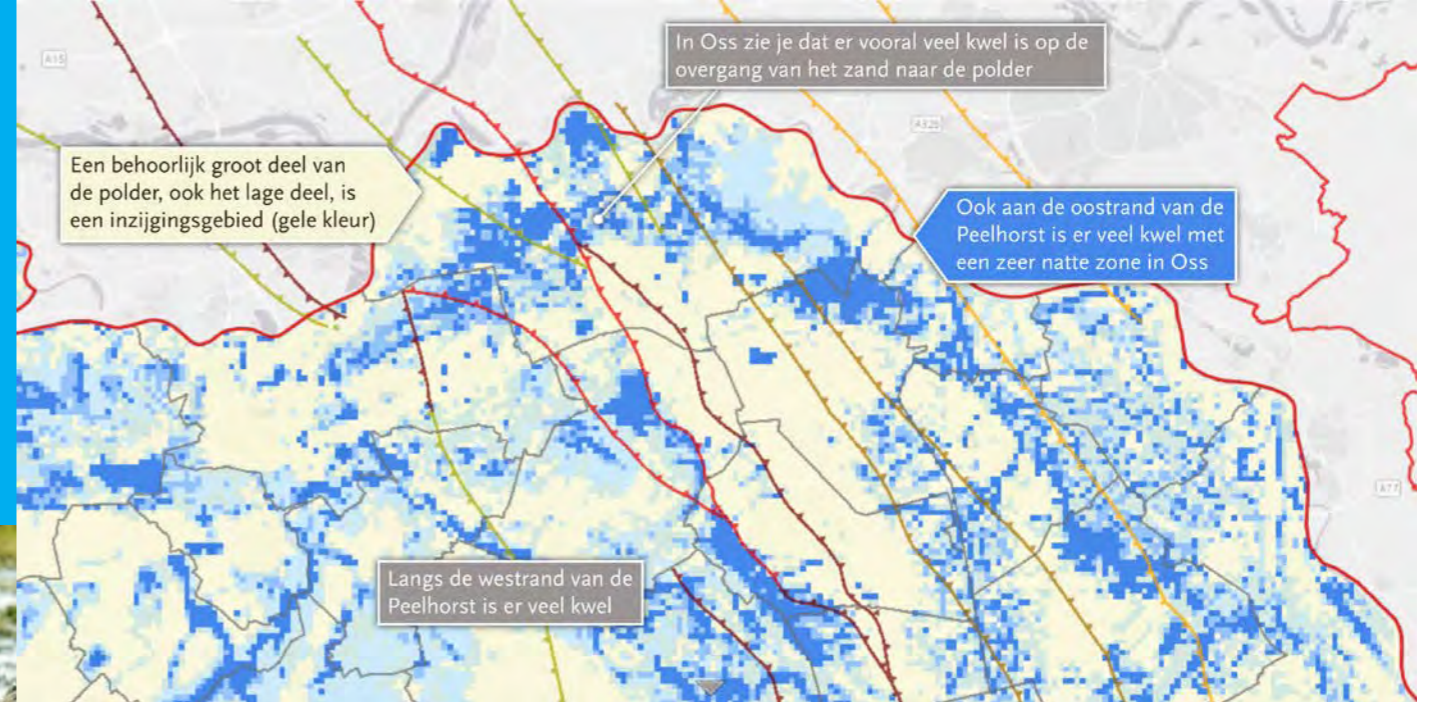 In Oss zie je dat er vooral veel kwel is op de
overgang van het zand naar de polder
A15
A325
Een behoorlijk groot deel van
de polder, ook het lage deel, is
een inzijgingsgebied (gele kleur)
Ook aan de oostrand van de
Peelhorst is er veel kwel met
een zeer natte zone in Oss
A77
Langs de westrand van de
Peelhorst is er veel kwel